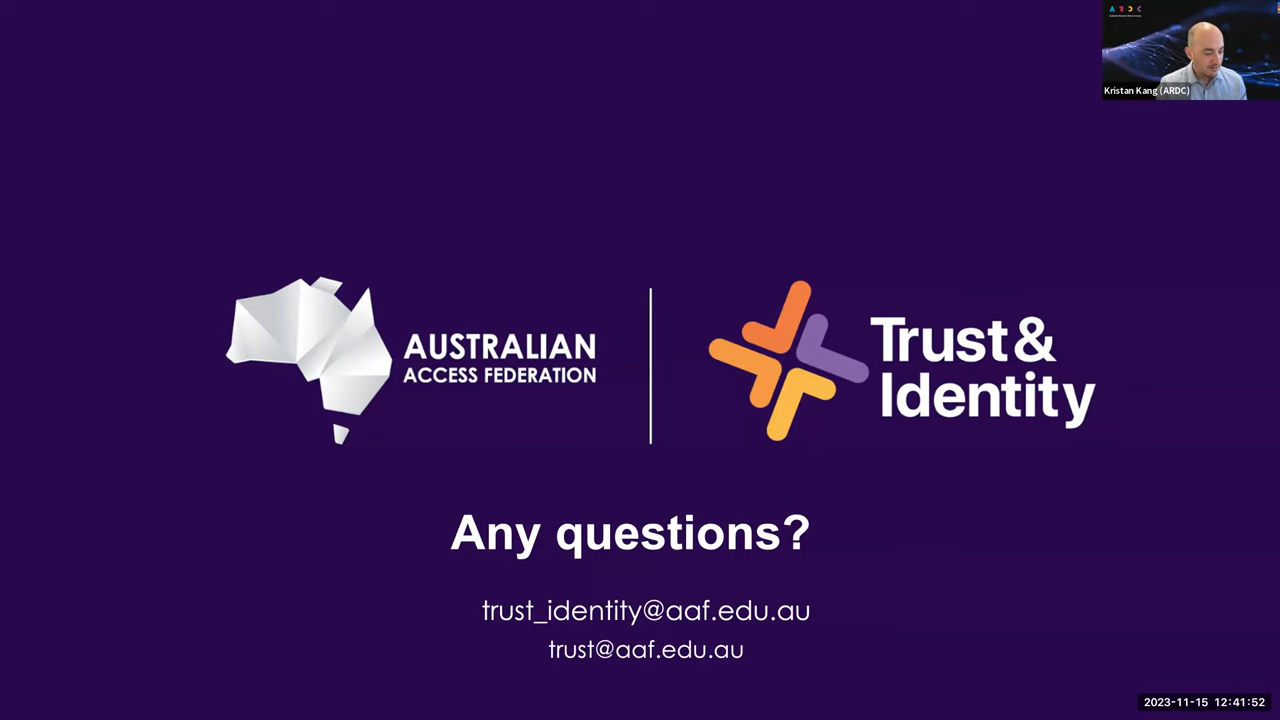 A R D C
Kristan Kang (ARDC)
AUSTRALIAN
ACCESS FEDERATION
Trust &
Identity
Any questions?
trust_identity@aaf.edu.au
trust@aaf.edu.au
2023-11-15 12:41:52